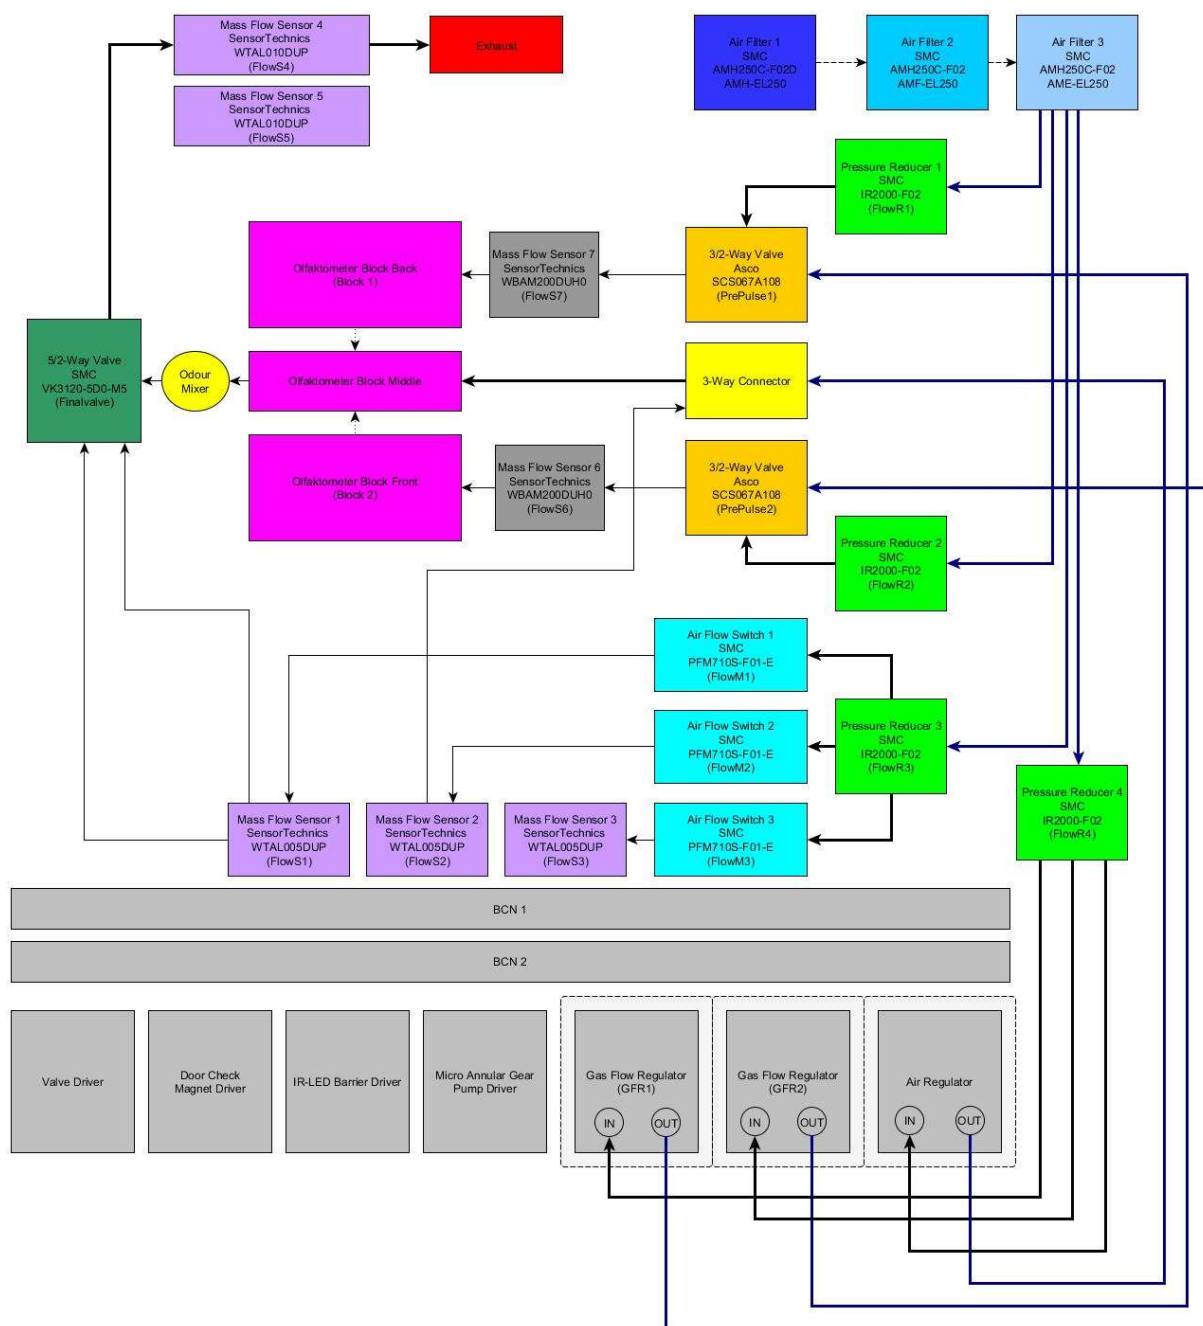 Mass Flow Sensor 4
SensorTechnics
WTAL010DUP
(FlowS4)
Exhaust
Air Filter 1
SMC
AMH250C-F02D
AMH-EL250
Air Filter 2
SMC
AMH250C-F02
AMF-EL250
Air Filter 3
SMC
AMH250C-F02
AME-EL250
Mass Flow Sensor 5
SensorTechnics
WTAL010DUP
(FlowS5)
Pressure Reducer 1
SMC
IR2000-F02
(FlowR1)
Olfaktometer Block Back
(Block 1)
Mass Flow Sensor 7
SensorTechnics
WBAM200DUH0
(FlowS7)
3/2-Way Valve
Asco
SCS067A108
(PrePulse1)
5/2-Way Valve
SMC
VK3120-5D0-M5
(Finalvalve)
Odour
Mixer
Olfaktometer Block Middle
3-Way Connector
Olfaktometer Block Front
(Block 2)
Mass Flow Sensor 6
SensorTechnics
WBAM200DUH0
(FlowS6)
3/2-Way Valve
Asco
SCS067A108
(PrePulse2)
Pressure Reducer 2
SMC
IR2000-F02
(FlowR2)
Air Flow Switch 1
SMC
PFM710S-F01-E
(FlowM1)
Air Flow Switch 2
SMC
PFM710S-F01-E
(FlowM2)
Pressure Reducer 3
SMC
IR2000-F02
(FlowR3)
Mass Flow Sensor 1
SensorTechnics
WTAL005DUP
(FlowS1)
Mass Flow Sensor 2
SensorTechnics
WTAL005DUP
(FlowS2)
Mass Flow Sensor 3
SensorTechnics
WTAL005DUP
(FlowS3)
Air Flow Switch 3
SMC
PFM710S-F01-E
(FlowM3)
Pressure Reducer 4
SMC
IR2000-F02
(FlowR4)
BCN 1
BCN 2
Valve Driver
Door Check
Magnet Driver
IR-LED Barrier Driver
Micro Annular Gear
Pump Driver
Gas Flow Regulator
(GFR1)
IN
OUT
Gas Flow Regulator
(GFR2)
IN
OUT
Air Regulator
IN
OUT